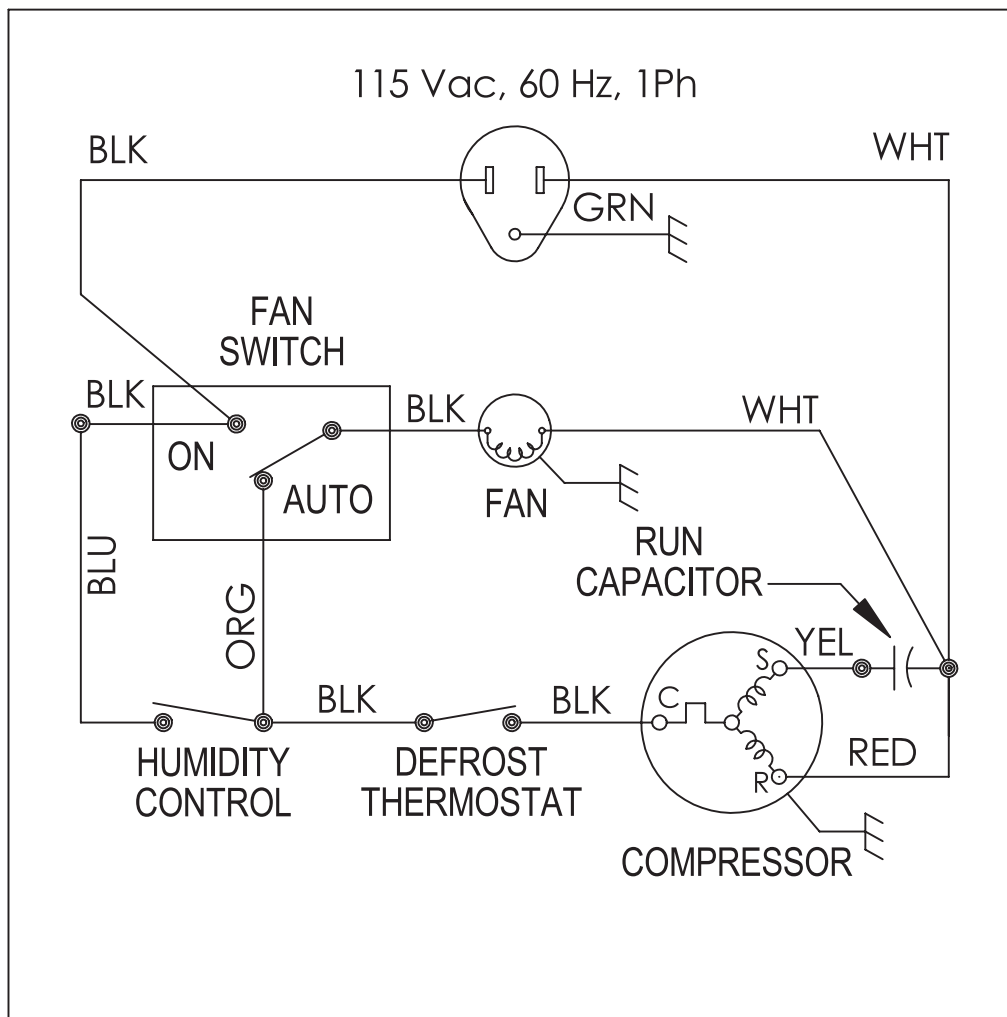 115 Vac, 60 Hz, 1Ph
BLK
WHT
GRN
FAN
SWITCH
BLK
BLK
WHT
ON
AUTO
FAN
BLU
ORG
RUN
CAPACITOR
YEL
S
C
BLK
BLK
R
RED
HUMIDITY
CONTROL
DEFROST
THERMOSTAT
COMPRESSOR